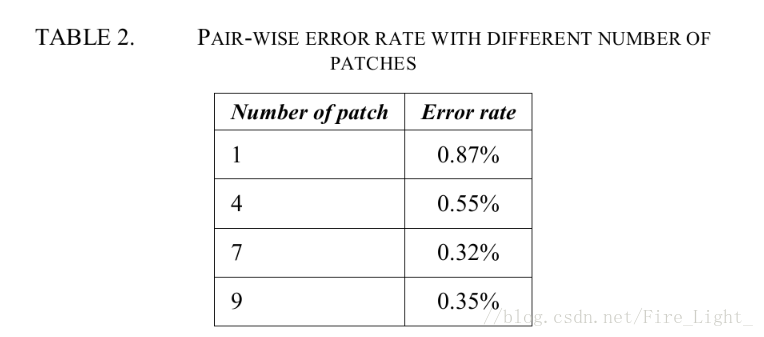 TABLE 2. PAIR-WISE ERROR RATE WITH DIFFERENT NUMBER OF
PATCHES
Number of patch Error rate
1 0.87%
4 0.55%
7 0.32%
9 0.35%
//blog.csdn.net/Fire_Light_